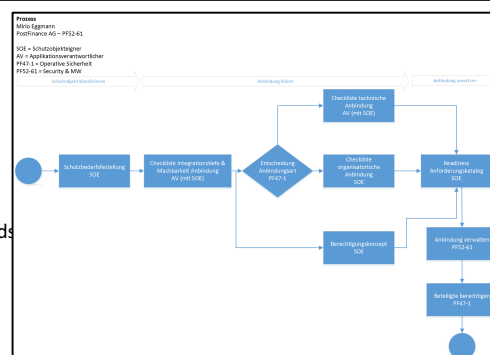 Prozess
Mirio Eggmann
PostFinance AG – PF52-61
SOE = Schutzobjekteigner
AV = Applikationsverantwortlicher
PF47-1 = Operative Sicherheit
PF52-61 = Security & MW
Schutzobjekt klassifizieren
Anbindung klären
Anbindung umsetzen
Checkliste technische
Anbindung
AV (mit SOE)
Schutzbedarfsfestellung
SOE
Checkliste Integrationstiefe &
Machbarkeit Anbindung
AV (mit SOE)
Entscheidung
Anbindungsart
PF47-1
Checkliste
organisatorische
Anbindung
SOE
Readiness
Anforderungskatalog
SOE
ds
Berechtigungskonzept
SOE
Anbindung verwalten
PF52-61
Beteiligte berechtigen
PF47-1